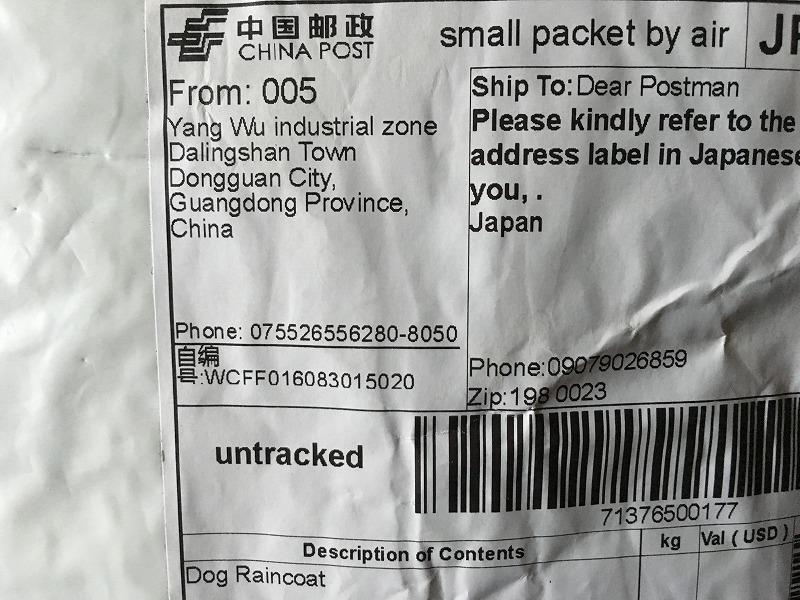 中国邮政
CHINA POST
small packet by air
From: 005
Yang Wu industrial zone
Dalingshan Town
Dongguan City,
Guangdong Province,
China
Phone: 075526556280-8050
自编
号:WCFF016083015020
Ship To:Dear Postman
Please kindly refer to the
address label in Japanese
you, .
Japan
Phone:09079026859
Zip:198 0023
untracked
71376500177
Description of Contents
kg
Val ( USD )
Dog Raincoat